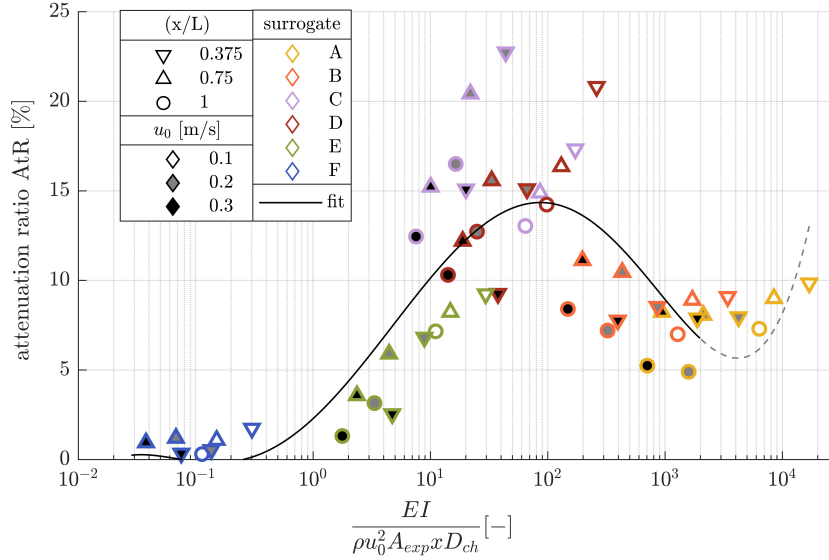 25
20
15
10
5
0
attenuation ratio AtR [%]
(x/L)
0.375
0.75
1
u₀ [m/s]
0.1
0.2
0.3
surrogate
A
B
C
D
E
F
fit
10⁻² 10⁻¹ 10⁰ 10¹ 10² 10³ 10⁴
EI
ρu₀²A_exp xD_ch [−]